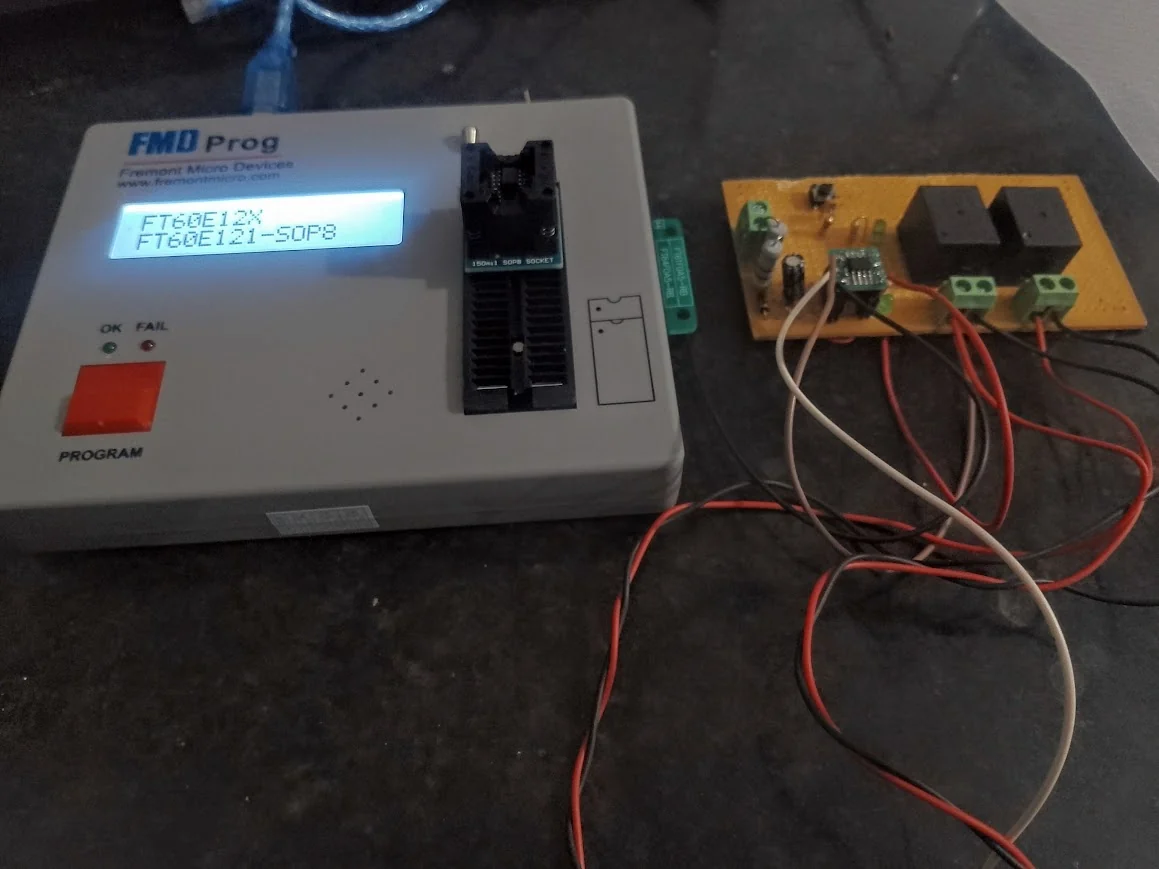 FMD Prog
Fremont Micro Devices
www.fremontmicro.com
FT60E12X
FT60E121-SOP8
150mil SOP8 SOCKET
OK FAIL
PROGRAM